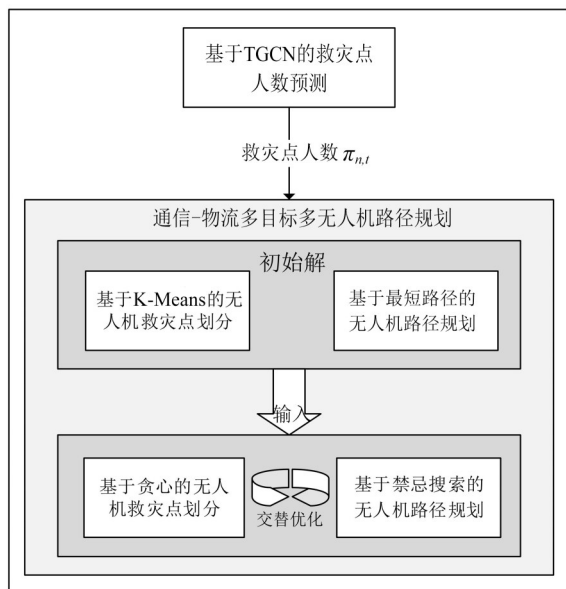 基于TGCN的救灾点
人数预测
救灾点人数 πn,t
通信-物流多目标多无人机路径规划
初始解
基于K-Means的无
人机救灾点划分
基于最短路径的
无人机路径规划
输入
基于贪心的无人
机救灾点划分
交替优化
基于禁忌搜索的
无人机路径规划